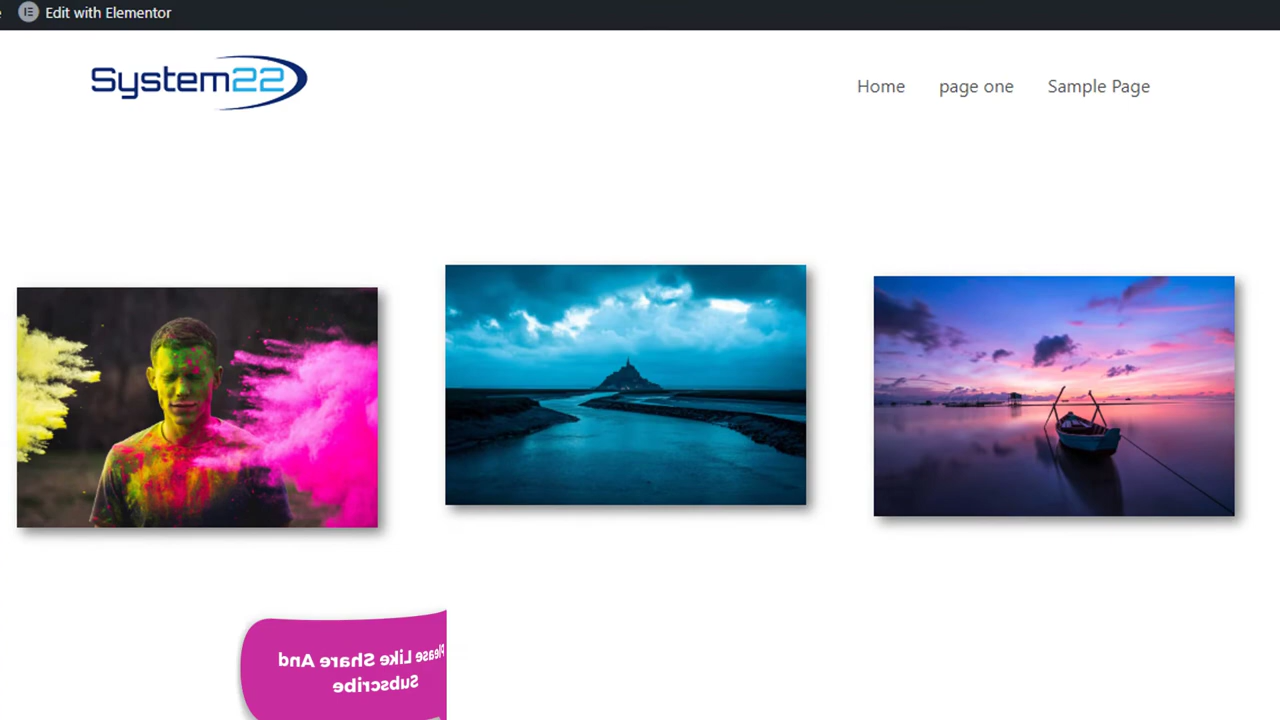 Edit with Elementor
System22
Home page one Sample Page
Please Like Share And
Subscribe